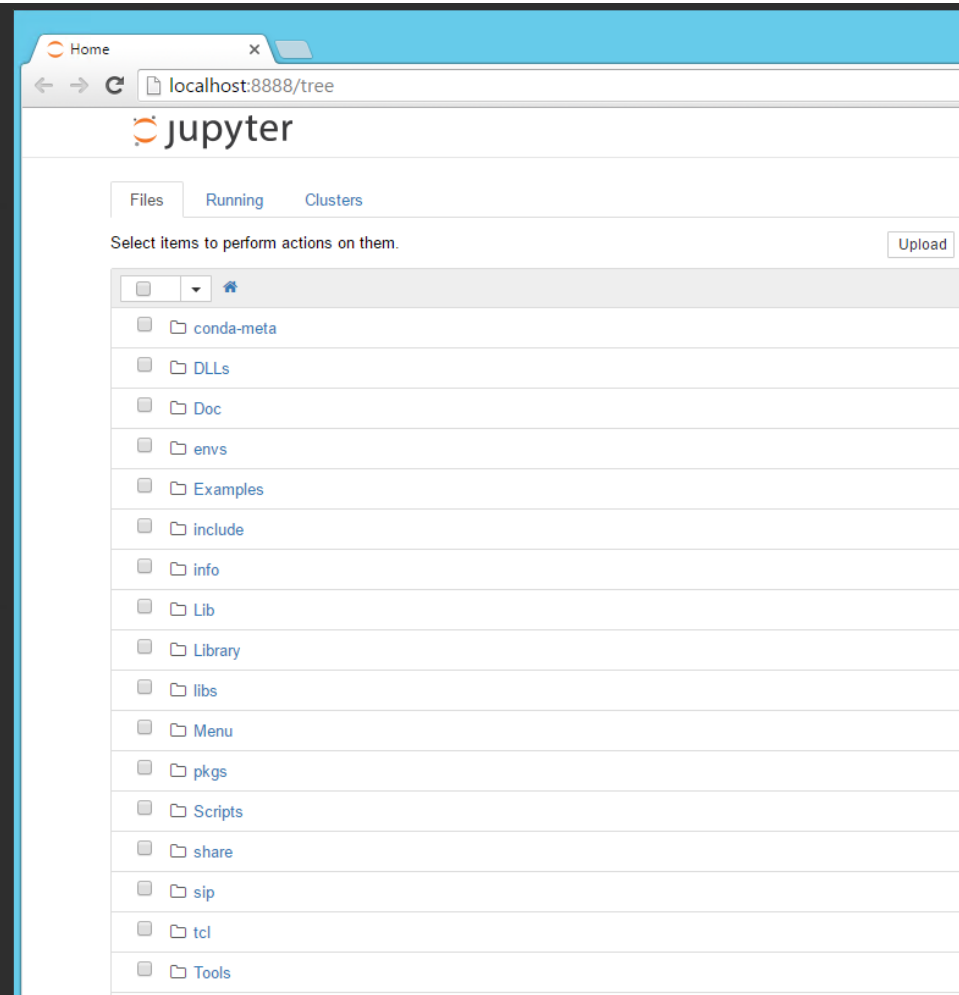 Home
localhost:8888/tree
jupyter
Files Running Clusters
Select items to perform actions on them. Upload
conda-meta
DLLs
Doc
envs
Examples
include
info
Lib
Library
libs
Menu
pkgs
Scripts
share
sip
tcl
Tools